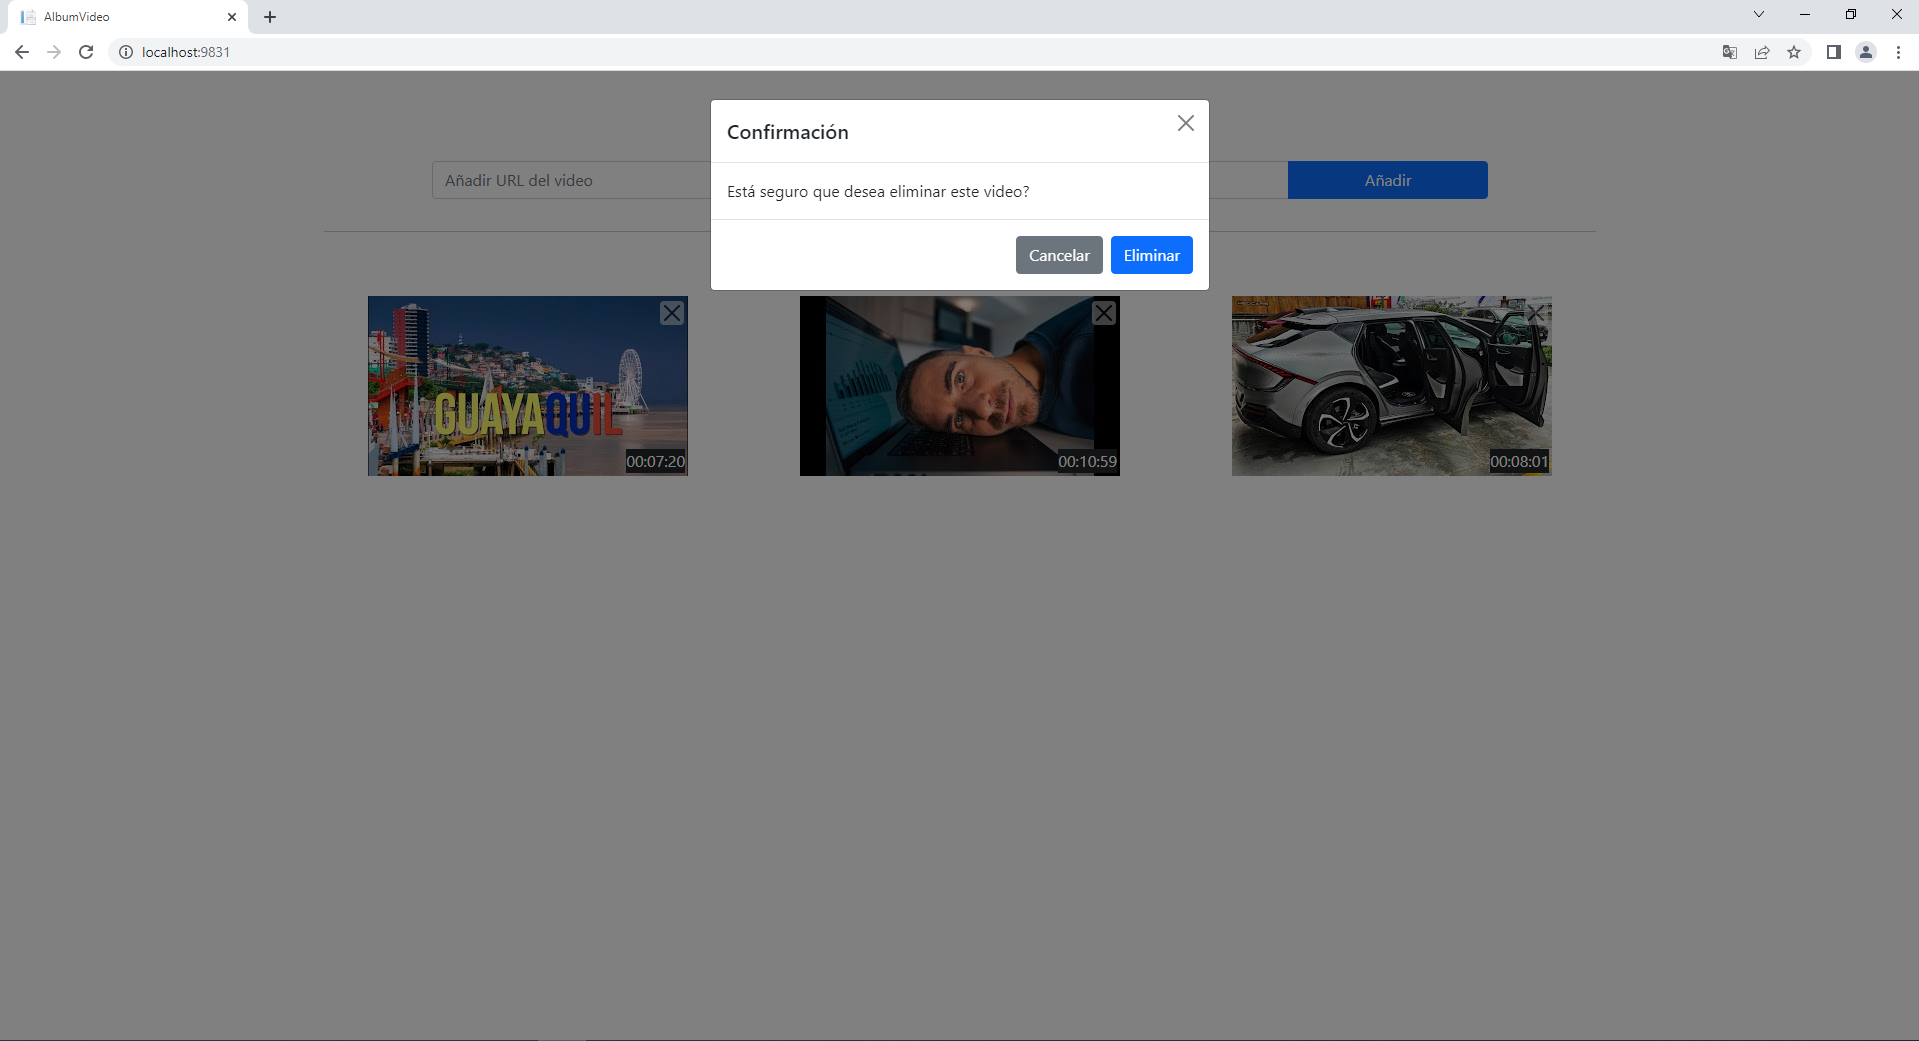 AlbumVideo
localhost:9831
Confirmación
Añadir URL del video
Añadir
Está seguro que desea eliminar este video?
Cancelar
Eliminar
GUAYAQUIL
00:07:20
00:10:59
00:08:01